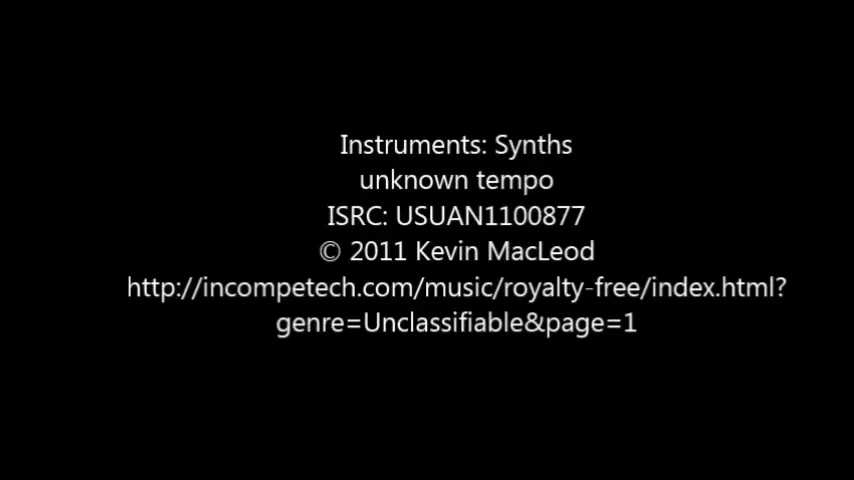 Instruments: Synths
unknown tempo
ISRC: USUAN1100877
© 2011 Kevin MacLeod
http://incompetech.com/music/royalty-free/index.html?
genre=Unclassifiable&page=1